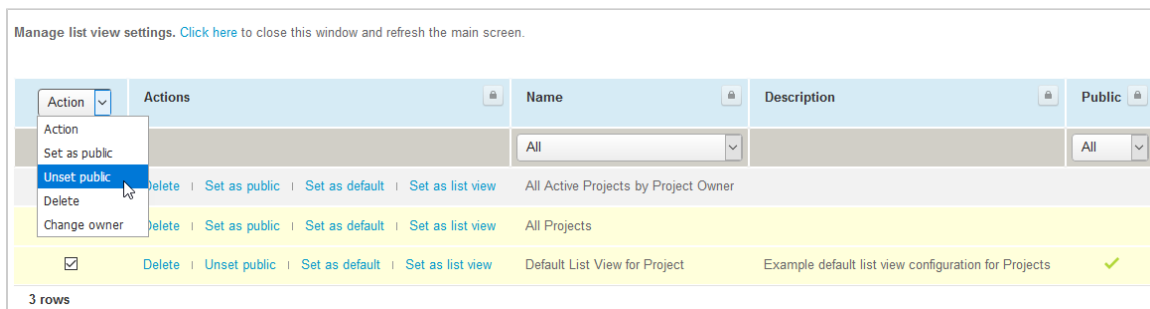 Manage list view settings. Click here to close this window and refresh the main screen.
Action Actions Name Description Public
Action
Set as public
All All
Unset public
Delete | Set as public | Set as default | Set as list view All Active Projects by Project Owner
Delete
Change owner
Delete | Set as public | Set as default | Set as list view All Projects
Delete | Unset public | Set as default | Set as list view Default List View for Project Example default list view configuration for Projects
3 rows